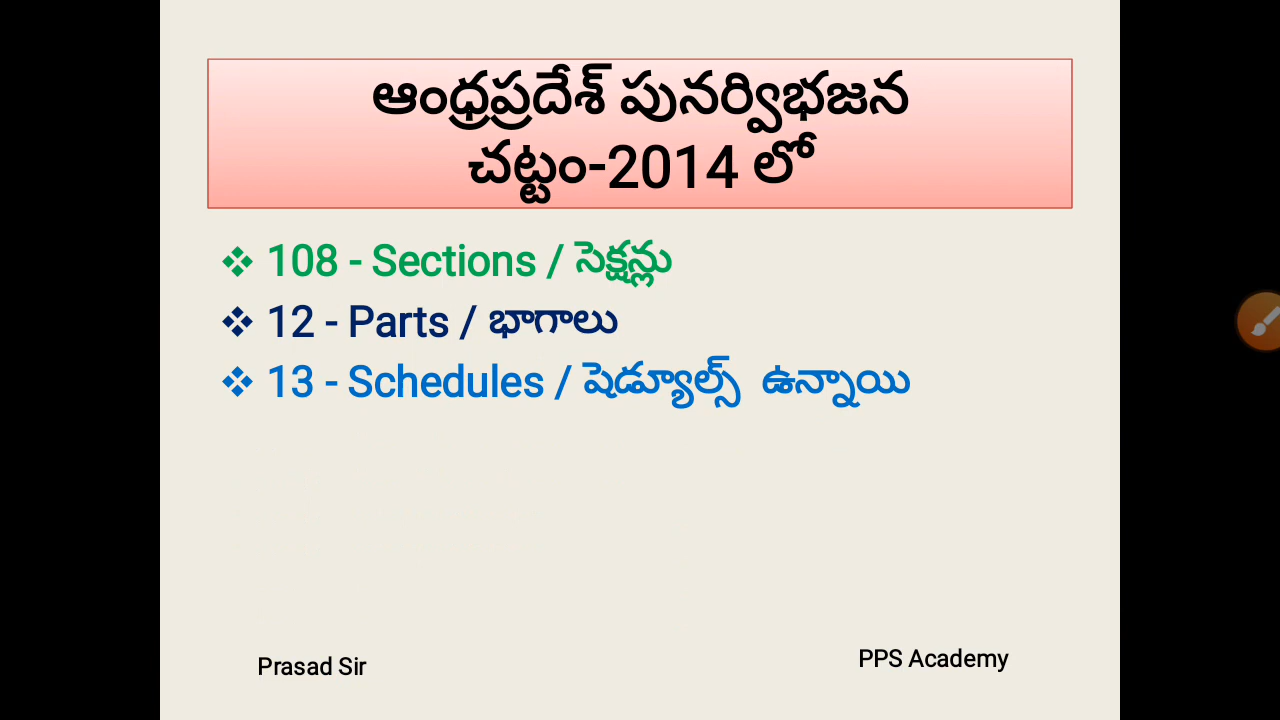 ఆంధ్రప్రదేశ్ పునర్విభజన
చట్టం-2014 లో
❖ 108 - Sections / సెక్షన్లు
❖ 12 - Parts / భాగాలు
❖ 13 - Schedules / షెడ్యూల్స్ ఉన్నాయి
Prasad Sir
PPS Academy